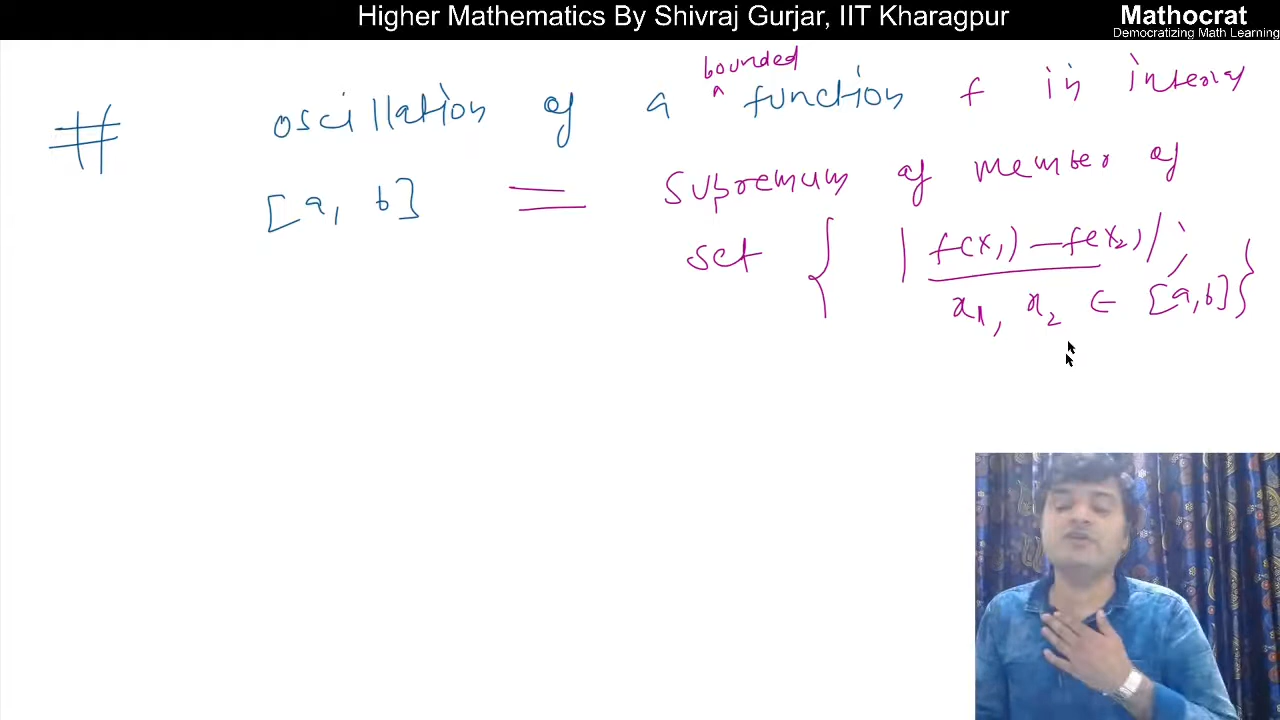 Higher Mathematics By Shivraj Gurjar, IIT Kharagpur
Mathocrat
Democratizing Math Learning
bounded
# oscillation of a ^ function f in interval
[a, b] = Supremum of member of
set { |f(x₁) - f(x₂)| ;
x₁, x₂ ∈ [a, b] }